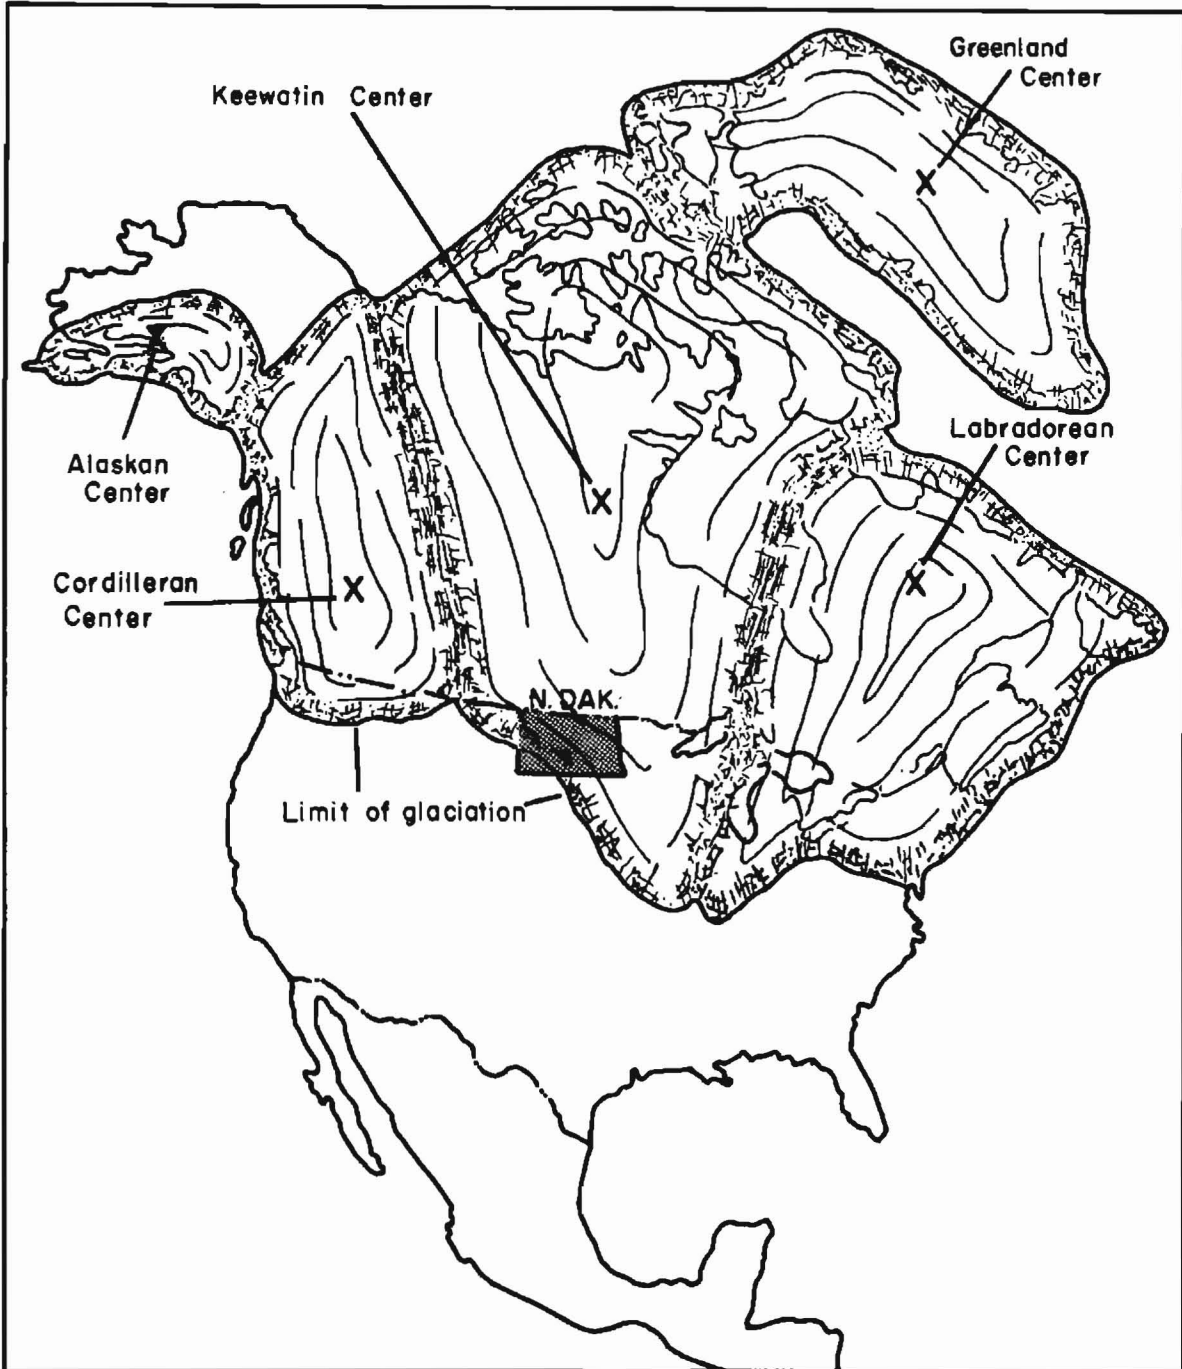 Greenland
Center
Keewatin Center
Labradorean
Center
Alaskan
Center
Cordilleran
Center
N. DAK.
Limit of glaciation